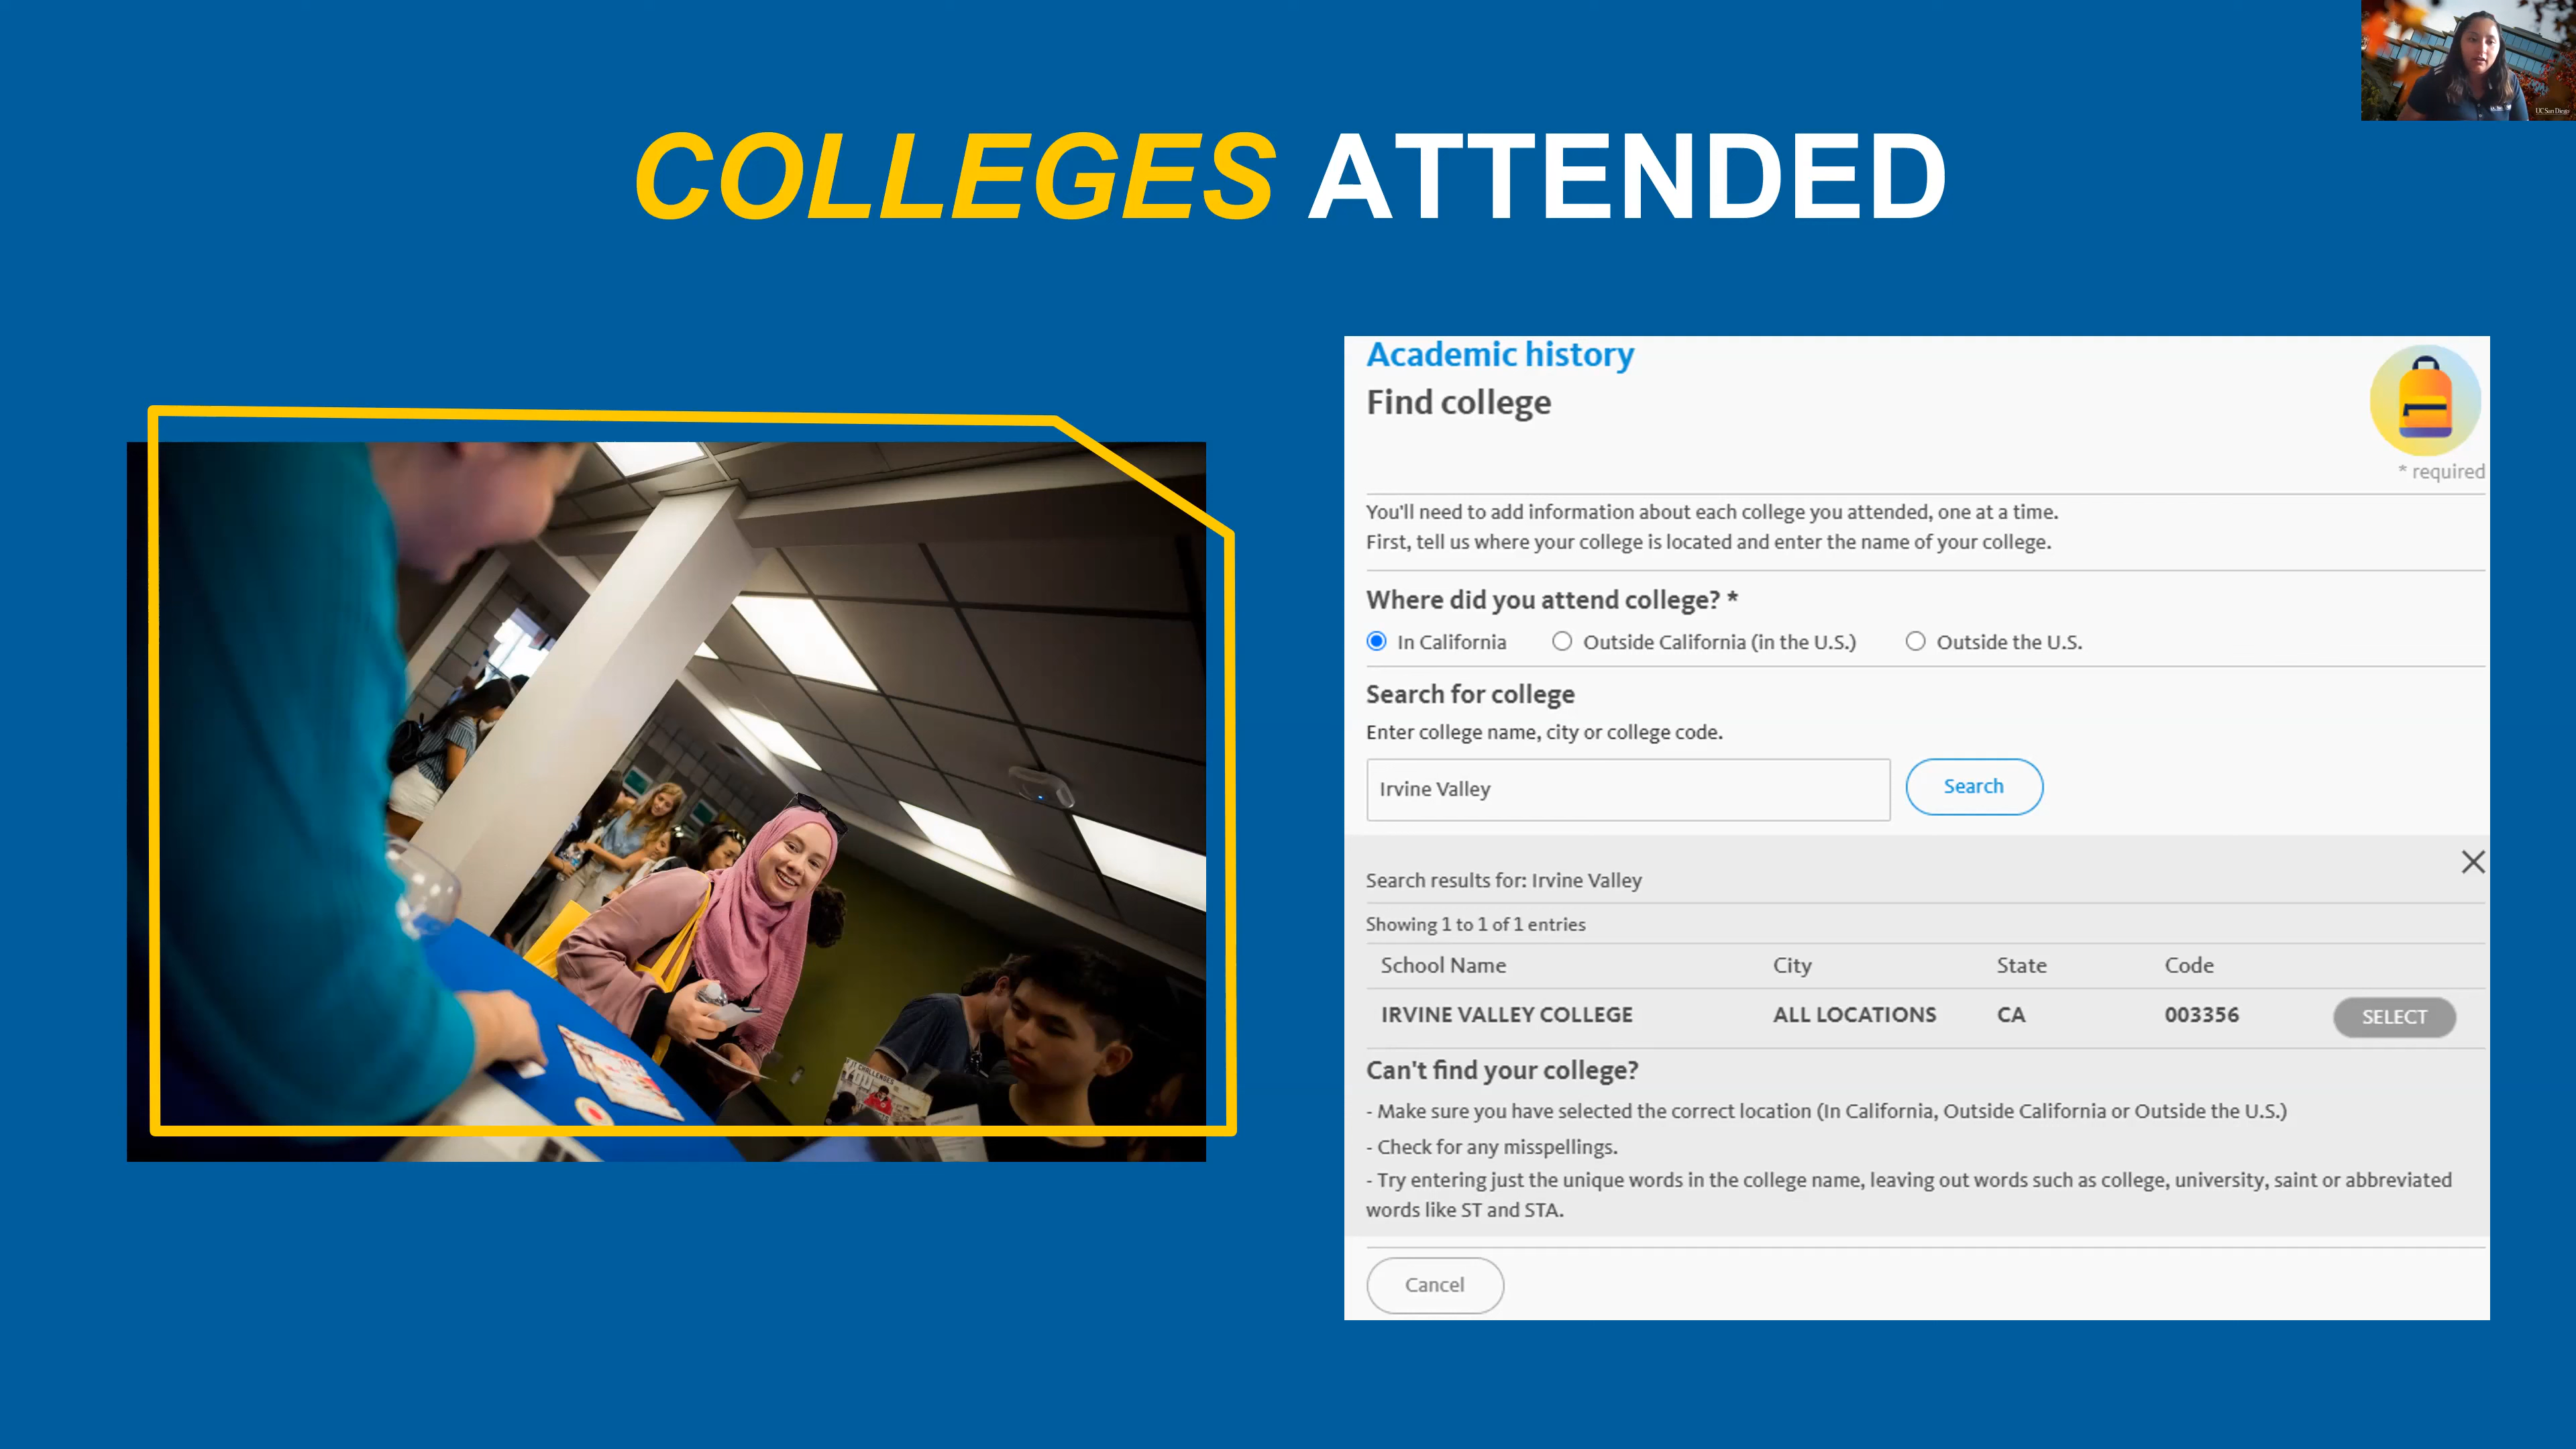 UC San Diego
COLLEGES ATTENDED
CHALLENGES
Academic history
Find college
* required
You'll need to add information about each college you attended, one at a time.
First, tell us where your college is located and enter the name of your college.
Where did you attend college? *
In California Outside California (in the U.S.) Outside the U.S.
Search for college
Enter college name, city or college code.
Irvine Valley Search
Search results for: Irvine Valley
Showing 1 to 1 of 1 entries
School Name City State Code
IRVINE VALLEY COLLEGE ALL LOCATIONS CA 003356 SELECT
Can't find your college?
- Make sure you have selected the correct location (In California, Outside California or Outside the U.S.)
- Check for any misspellings.
- Try entering just the unique words in the college name, leaving out words such as college, university, saint or abbreviated
words like ST and STA.
Cancel